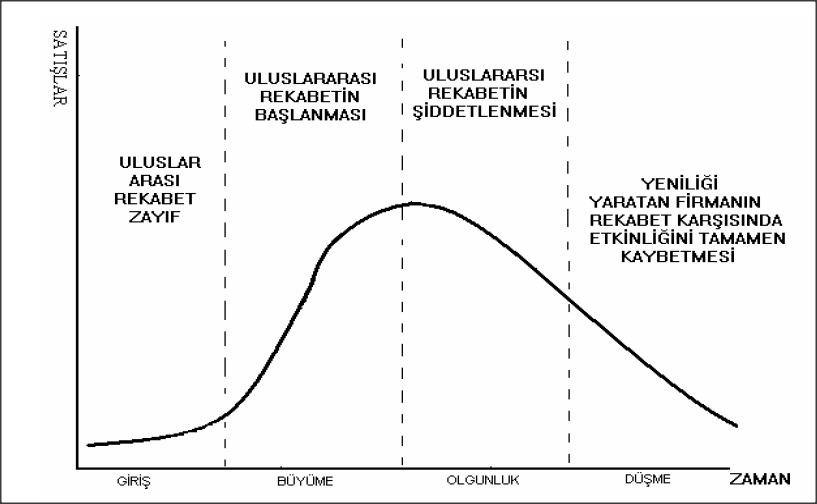 SATIŞLAR
ULUSLAR
ARASI
REKABET
ZAYIF
ULUSLARARASI
REKABETİN
BAŞLANMASI
ULUSLARARSI
REKABETİN
ŞİDDETLENMESİ
YENİLİĞİ
YARATAN FİRMANIN
REKABET KARŞISINDA
ETKİNLİĞİNİ TAMAMEN
KAYBETMESİ
GİRİŞ
BÜYÜME
OLGUNLUK
DÜŞME
ZAMAN